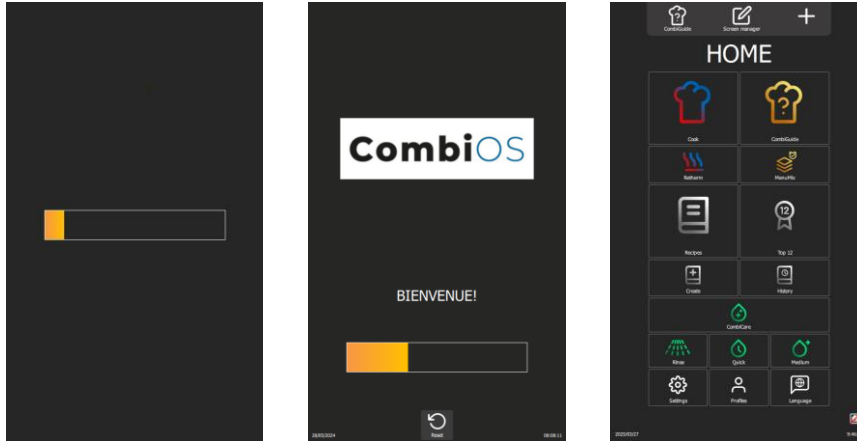 CombiOS
BIENVENUE!
Reset
28/03/2024
08:08:11
CombiGuide
Screen manager
HOME
Cook
CombiGuide
Retherm
MenuMix
12
Recipes
Top 12
Create
History
CombiCare
Rinse
Quick
Medium
Settings
Profiles
Language
2025/03/27